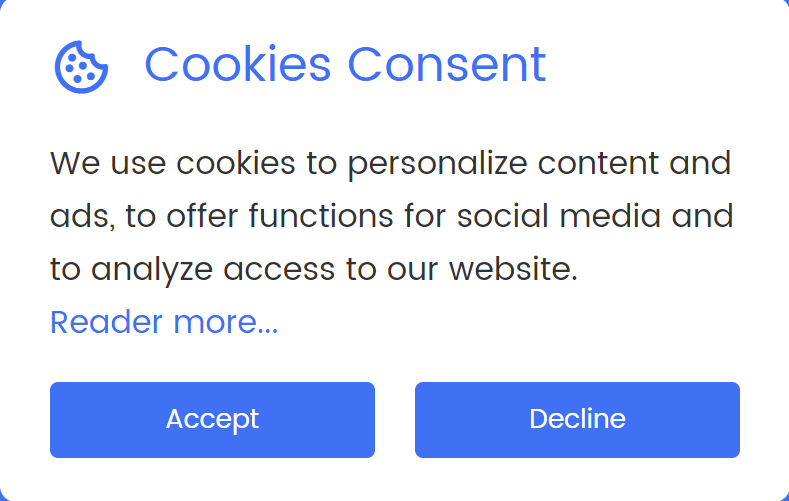 Cookies Consent
We use cookies to personalize content and
ads, to offer functions for social media and
to analyze access to our website.
Reader more...
Accept
Decline